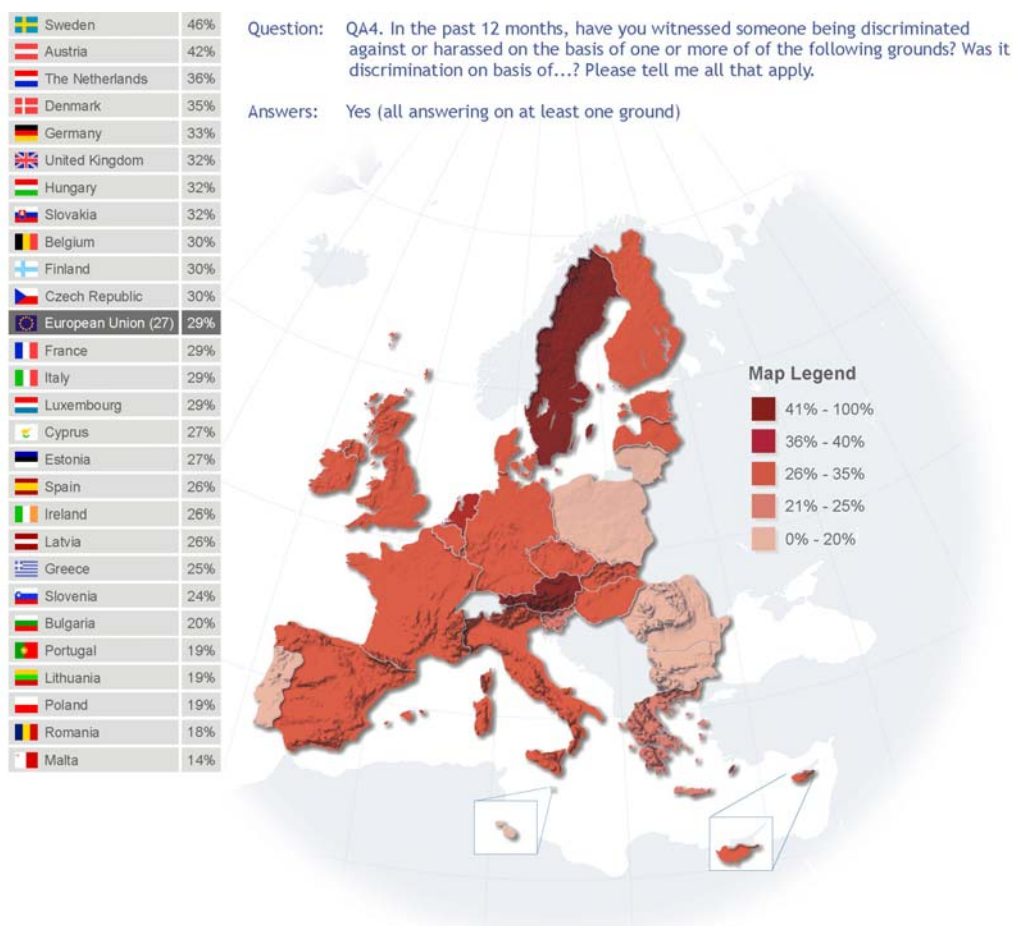 Sweden 46%
Austria 42%
The Netherlands 36%
Denmark 35%
Germany 33%
United Kingdom 32%
Hungary 32%
Slovakia 32%
Belgium 30%
Finland 30%
Czech Republic 30%
European Union (27) 29%
France 29%
Italy 29%
Luxembourg 29%
Cyprus 27%
Estonia 27%
Spain 26%
Ireland 26%
Latvia 26%
Greece 25%
Slovenia 24%
Bulgaria 20%
Portugal 19%
Lithuania 19%
Poland 19%
Romania 18%
Malta 14%
Question: QA4. In the past 12 months, have you witnessed someone being discriminated
against or harassed on the basis of one or more of of the following grounds? Was it
discrimination on basis of...? Please tell me all that apply.
Answers: Yes (all answering on at least one ground)
Map Legend
41% - 100%
36% - 40%
26% - 35%
21% - 25%
0% - 20%